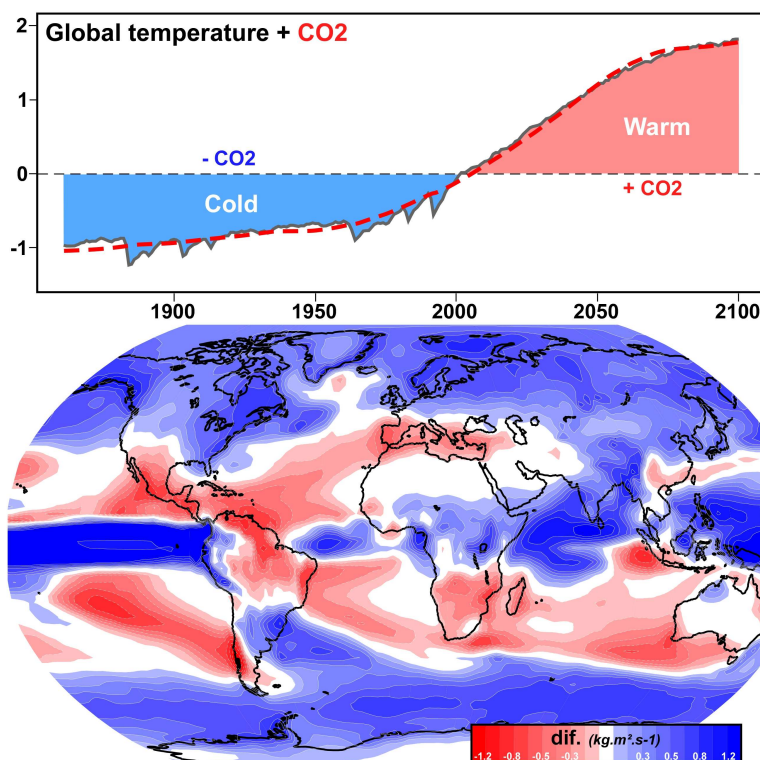 Global temperature + CO2
2
1
0
-1
- CO2
Cold
Warm
+ CO2
1900 1950 2000 2050 2100
dif. (kg.m².s-1)
-1.2 -0.8 -0.5 -0.3 0.3 0.5 0.8 1.2